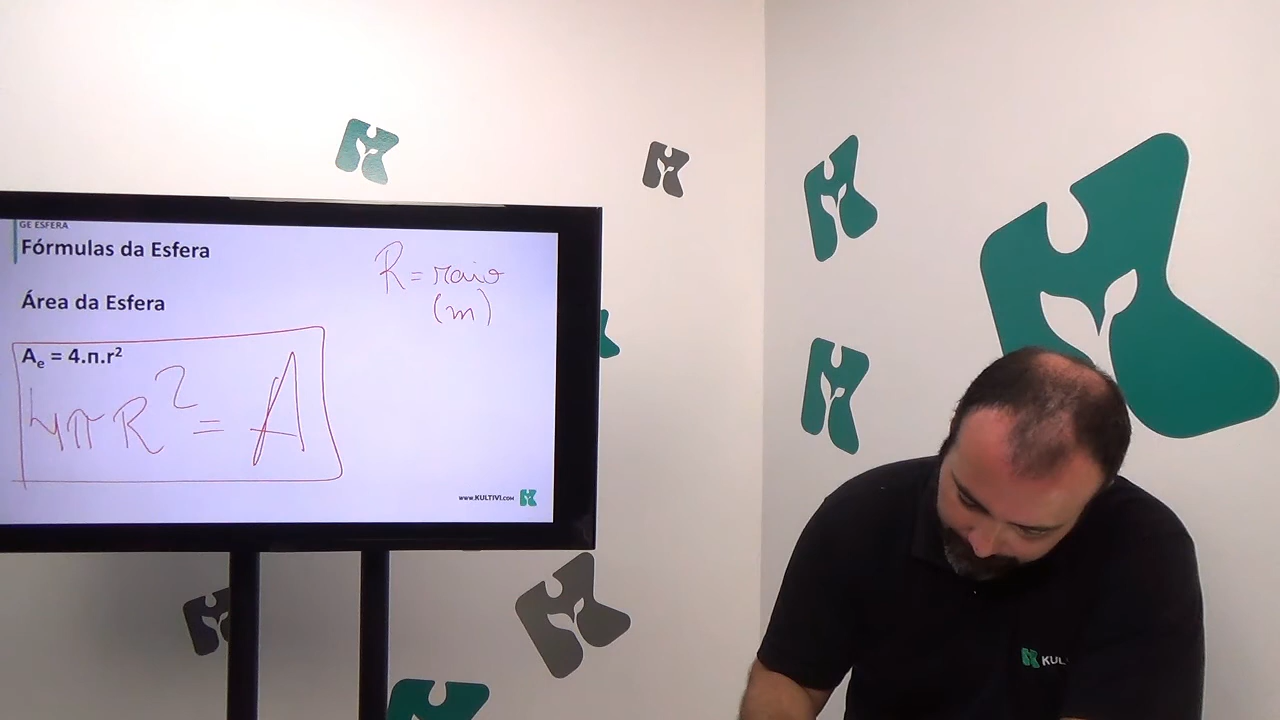 GE ESFERA
Fórmulas da Esfera
R = raio
(m)
Área da Esfera
Aₑ = 4.π.r²
4πR² = A
www.KULTIVI.com
KUL